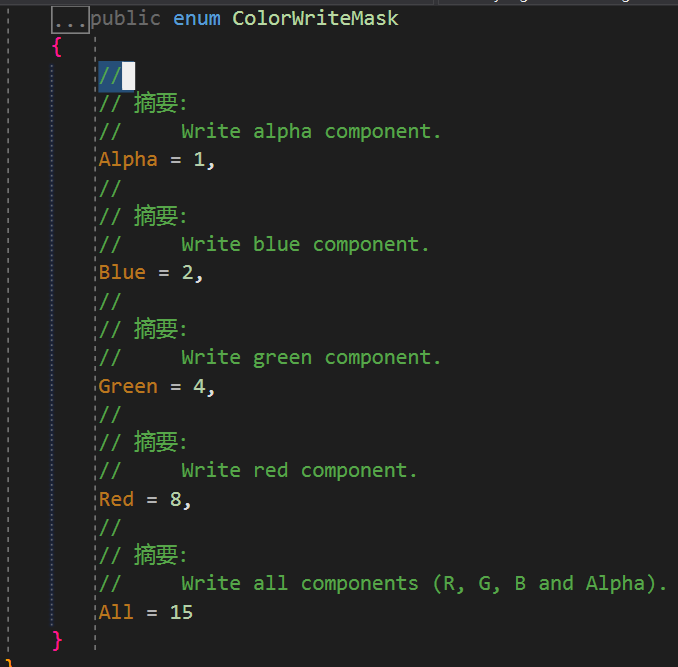 ...public enum ColorWriteMask
{
//
// 摘要:
//     Write alpha component.
Alpha = 1,
//
// 摘要:
//     Write blue component.
Blue = 2,
//
// 摘要:
//     Write green component.
Green = 4,
//
// 摘要:
//     Write red component.
Red = 8,
//
// 摘要:
//     Write all components (R, G, B and Alpha).
All = 15
}